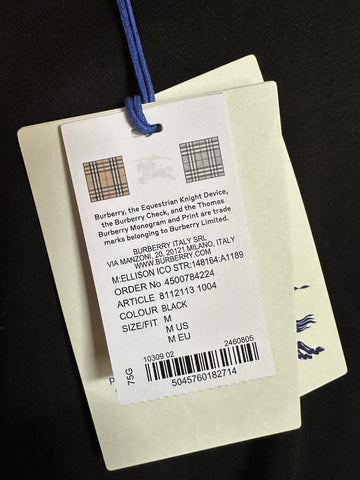 Burberry, the Equestrian Knight Device,
the Burberry Check, and the Thomas
Burberry Monogram and Print are trade
marks belonging to Burberry Limited.
BURBERRY ITALY SRL
VIA MANZONI, 20, 20121 MILANO, ITALY
WWW.BURBERRY.COM
M:ELLISON ICO STR:148164:A1189
ORDER No 4500784224
ARTICLE 8112113 1004
COLOUR BLACK
SIZE/FIT M
M US
M EU
75G
10309 02 2460805
5045760182714